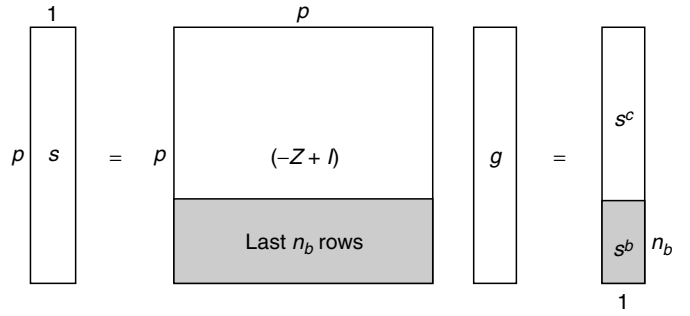 1 p
p s = p (−Z + I) g = s^c
Last n_b rows s^b n_b
1